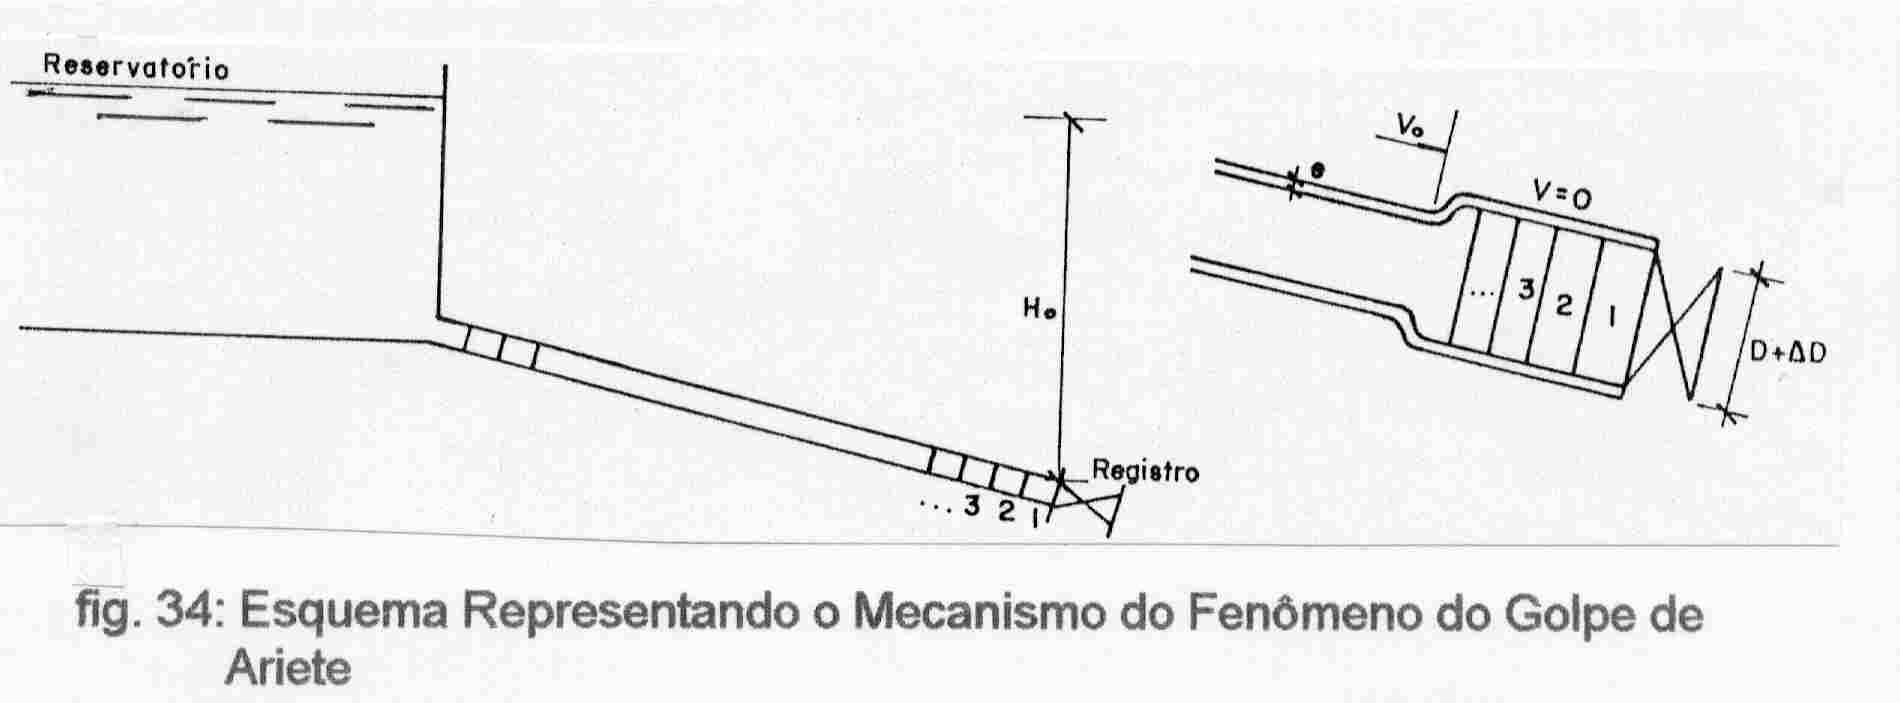 Reservatório
Vo
e
V=0
... 3 2 1
D+ΔD
Ho
Registro
... 3 2 1
fig. 34: Esquema Representando o Mecanismo do Fenômeno do Golpe de
Ariete